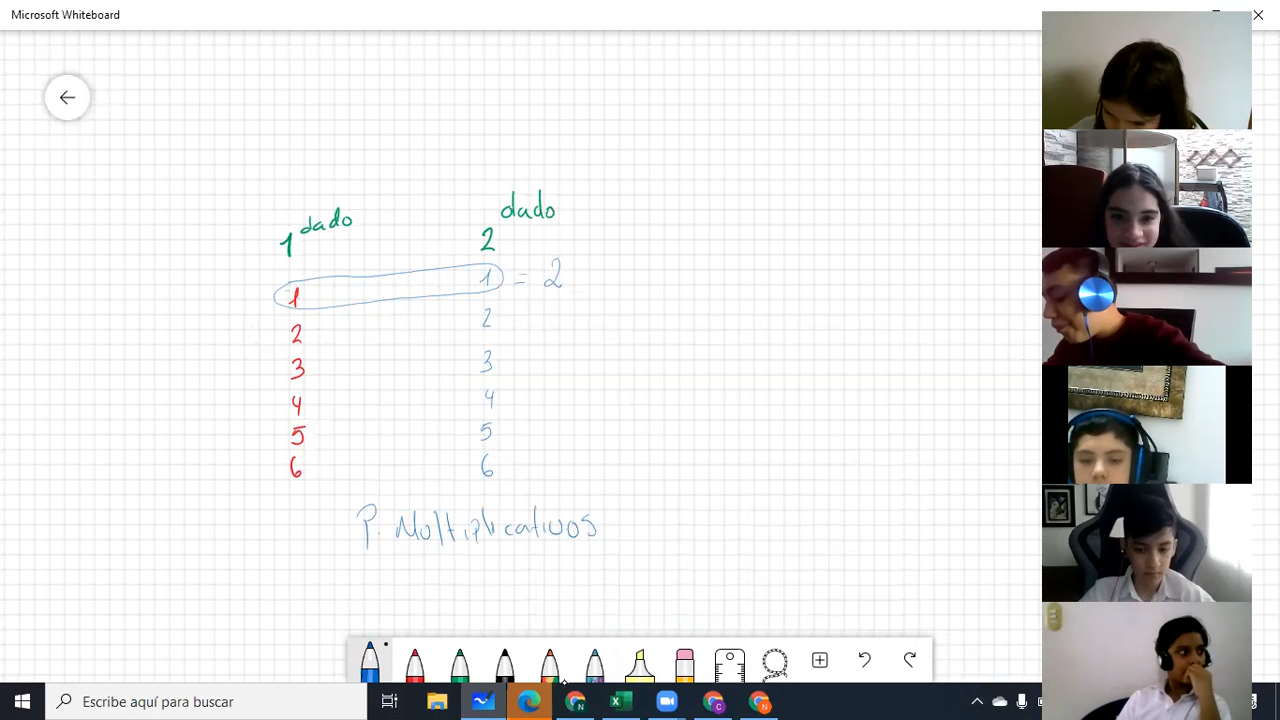 Microsoft Whiteboard
1 dado
dado
2
1
1 = 2
2
2
3
3
4
4
5
5
6
6
P. Multiplicativos
Escribe aquí para buscar